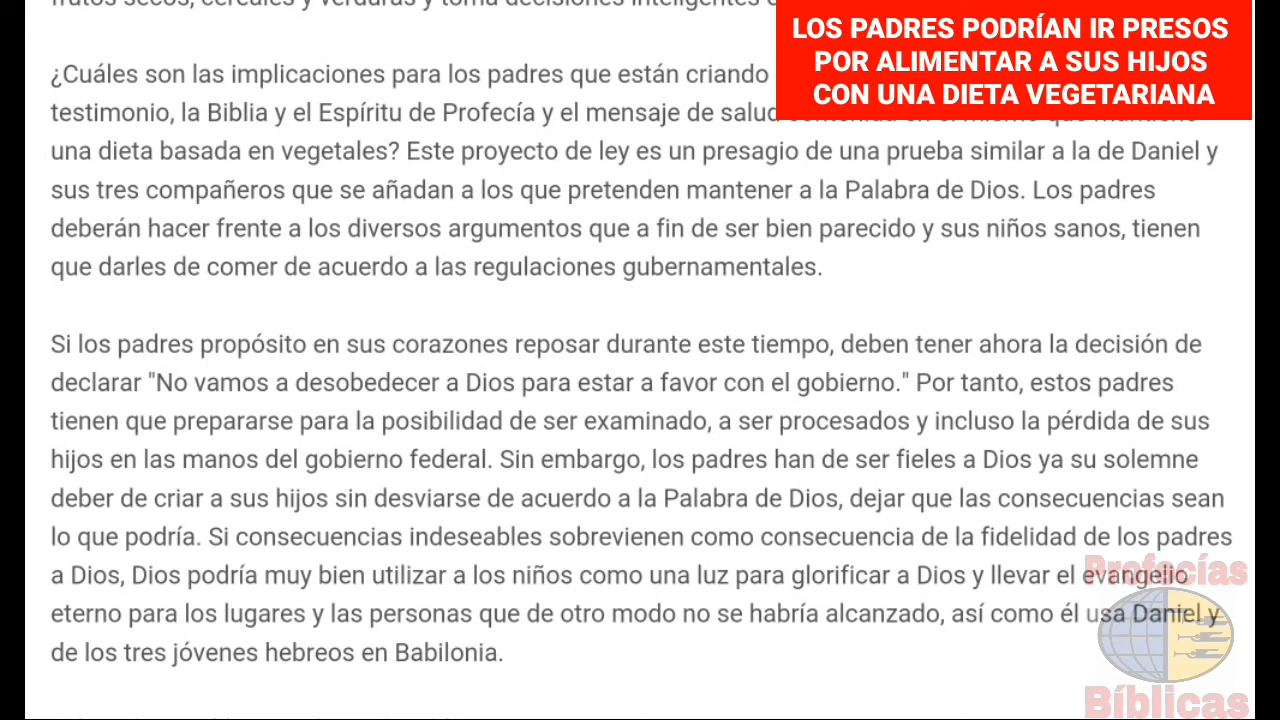 frutos secos, cereales y verduras y toma decisiones inteligentes
LOS PADRES PODRÍAN IR PRESOS
POR ALIMENTAR A SUS HIJOS
CON UNA DIETA VEGETARIANA
¿Cuáles son las implicaciones para los padres que están criando
testimonio, la Biblia y el Espíritu de Profecía y el mensaje de salud
una dieta basada en vegetales? Este proyecto de ley es un presagio de una prueba similar a la de Daniel y
sus tres compañeros que se añadan a los que pretenden mantener a la Palabra de Dios. Los padres
deberán hacer frente a los diversos argumentos que a fin de ser bien parecido y sus niños sanos, tienen
que darles de comer de acuerdo a las regulaciones gubernamentales.
Si los padres propósito en sus corazones reposar durante este tiempo, deben tener ahora la decisión de
declarar "No vamos a desobedecer a Dios para estar a favor con el gobierno." Por tanto, estos padres
tienen que prepararse para la posibilidad de ser examinado, a ser procesados y incluso la pérdida de sus
hijos en las manos del gobierno federal. Sin embargo, los padres han de ser fieles a Dios ya su solemne
deber de criar a sus hijos sin desviarse de acuerdo a la Palabra de Dios, dejar que las consecuencias sean
lo que podría. Si consecuencias indeseables sobrevienen como consecuencia de la fidelidad de los padres
a Dios, Dios podría muy bien utilizar a los niños como una luz para glorificar a Dios y llevar el evangelio
eterno para los lugares y las personas que de otro modo no se habría alcanzado, así como él usa Daniel y
de los tres jóvenes hebreos en Babilonia.
Profecías
Bíblicas